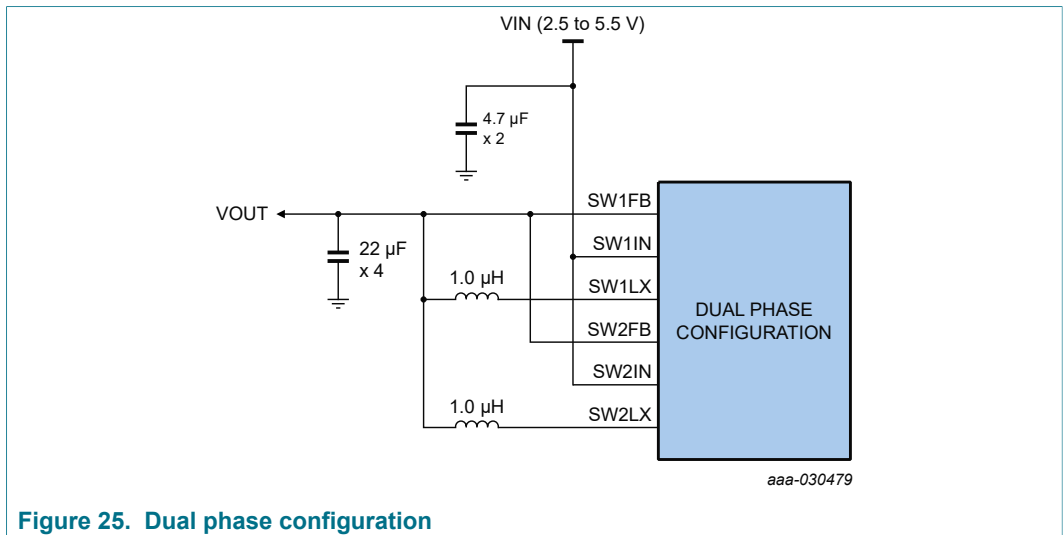 VIN (2.5 to 5.5 V)
4.7 µF
x 2
VOUT
22 µF
x 4
1.0 µH
1.0 µH
SW1FB
SW1IN
SW1LX
SW2FB
SW2IN
SW2LX
DUAL PHASE
CONFIGURATION
aaa-030479
Figure 25. Dual phase configuration